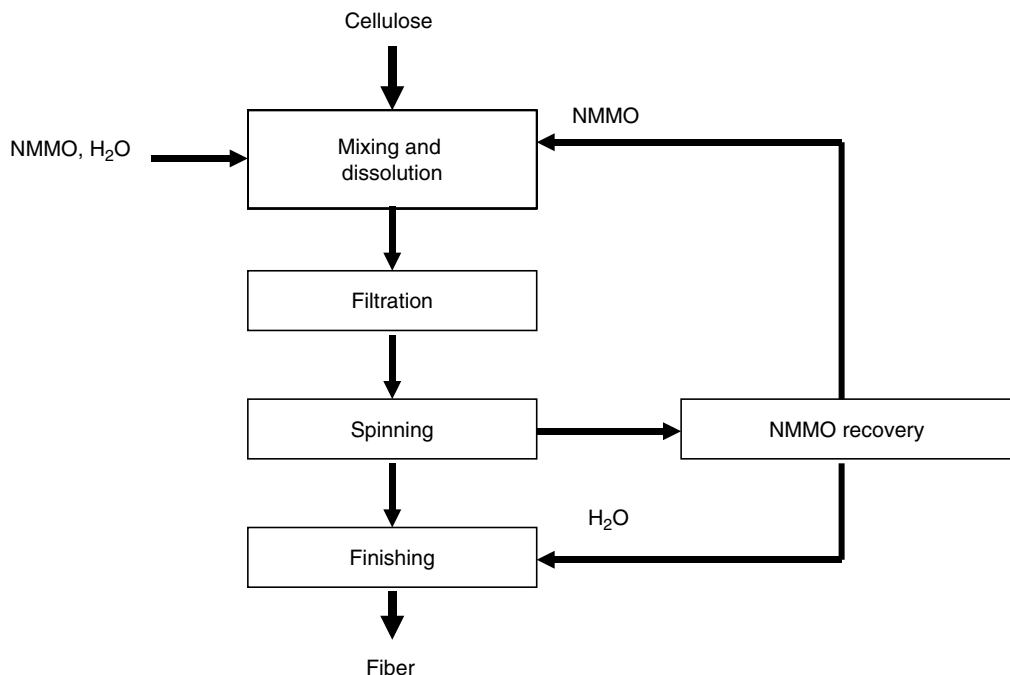 Cellulose
NMMO
NMMO, H₂O
Mixing and
dissolution
Filtration
Spinning
NMMO recovery
H₂O
Finishing
Fiber